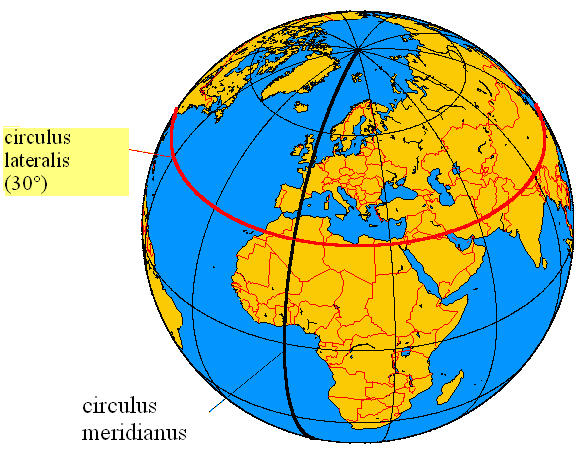 circulus
lateralis
(30°)
circulus
meridianus